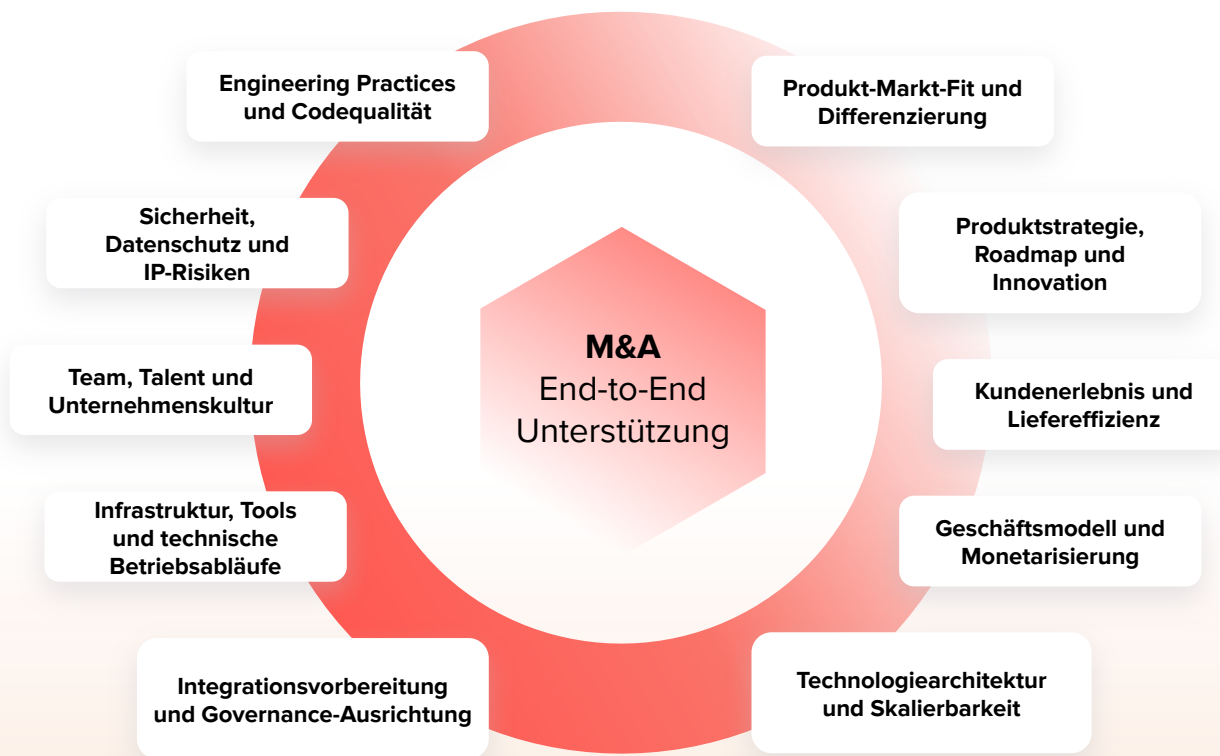 Engineering Practices
und Codequalität
Produkt-Markt-Fit und
Differenzierung
Sicherheit,
Datenschutz und
IP-Risiken
Produktstrategie,
Roadmap und
Innovation
M&A
End-to-End
Unterstützung
Team, Talent und
Unternehmenskultur
Kundenerlebnis und
Liefereffizienz
Infrastruktur, Tools
und technische
Betriebsabläufe
Geschäftsmodell und
Monetarisierung
Integrationsvorbereitung
und Governance-Ausrichtung
Technologiearchitektur
und Skalierbarkeit